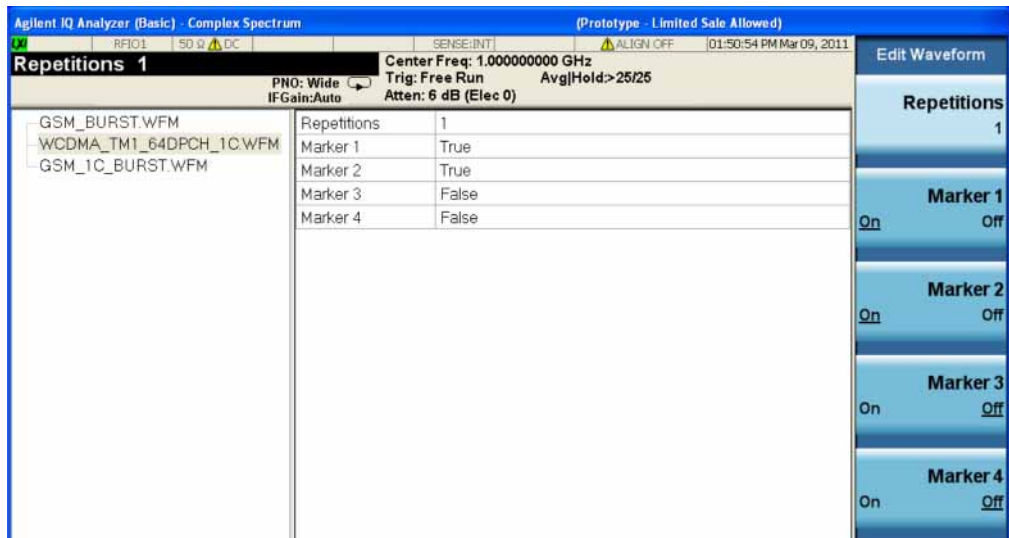 Agilent IQ Analyzer (Basic) - Complex Spectrum (Prototype - Limited Sale Allowed)
LXI RFIO1 50 Ω DC SENSE:INT ALIGN OFF 01:50:54 PM Mar 09, 2011
Repetitions 1
PNO: Wide
IFGain:Auto
Center Freq: 1.000000000 GHz
Trig: Free Run Avg|Hold:> 25/25
Atten: 6 dB (Elec 0)
GSM_BURST.WFM
WCDMA_TM1_64DPCH_1C.WFM
GSM_1C_BURST.WFM
Repetitions 1
Marker 1 True
Marker 2 True
Marker 3 False
Marker 4 False
Edit Waveform
Repetitions
1
Marker 1
On Off
Marker 2
On Off
Marker 3
On Off
Marker 4
On Off